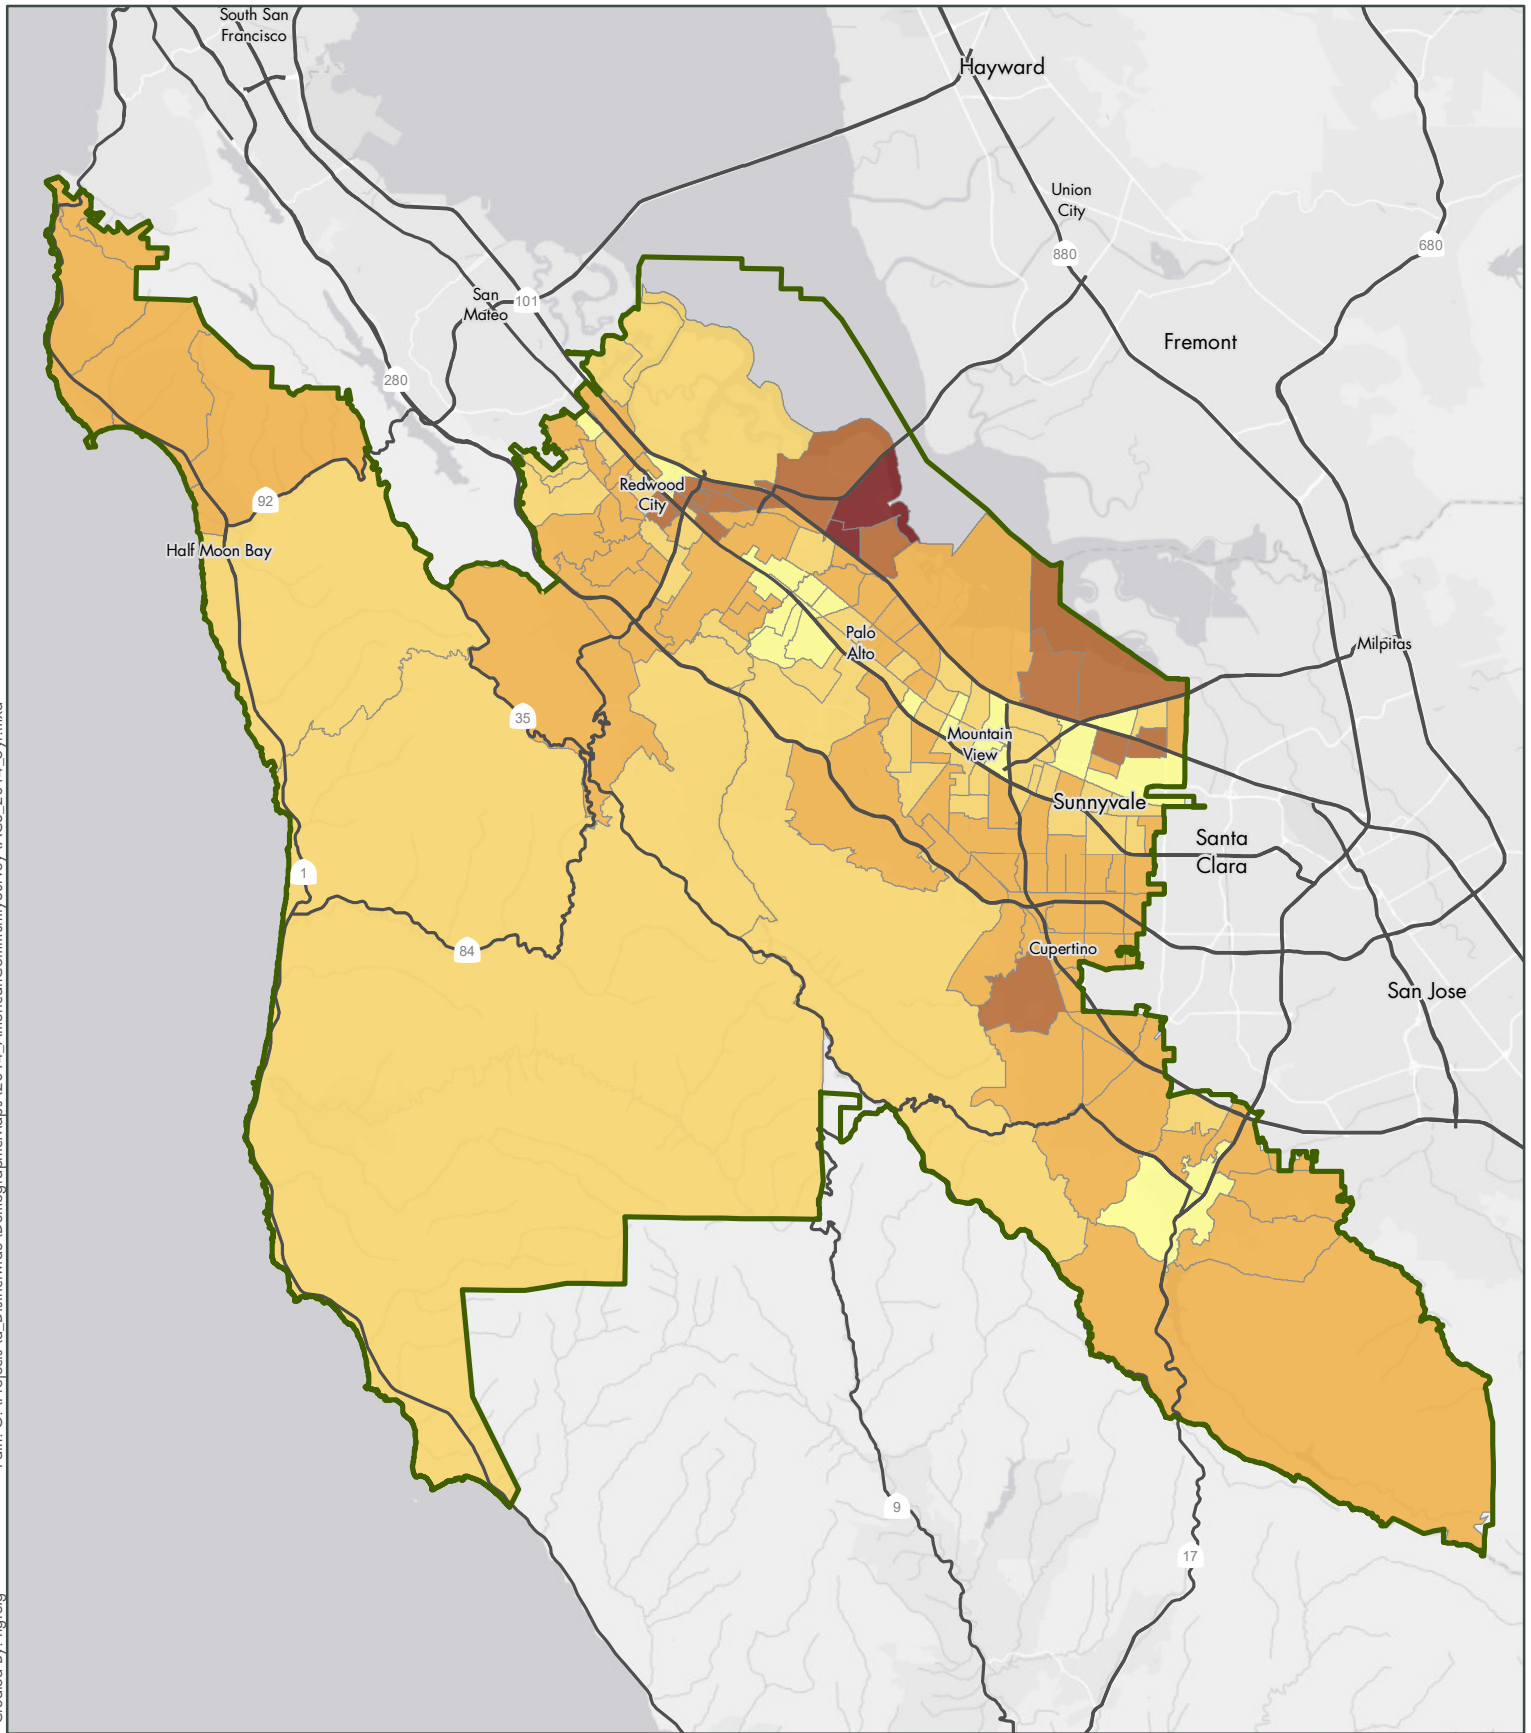 South San
Francisco
Hayward
Union
City
880
680
San
Mateo
101
Fremont
280
Redwood
City
92
Half Moon Bay
Palo
Alto
Milpitas
35
Mountain
View
Sunnyvale
Santa
Clara
1
84
Cupertino
San Jose
9
17